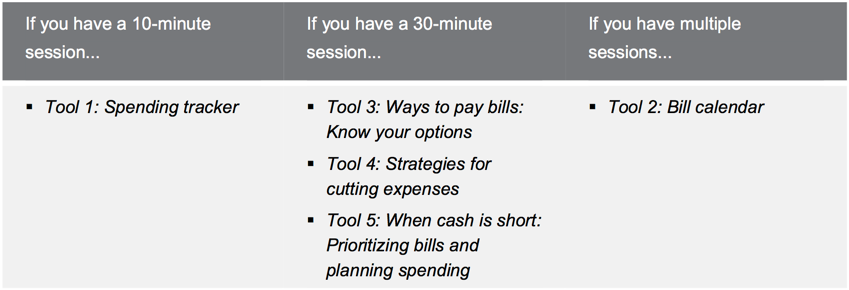 If you have a 10-minute
session...
If you have a 30-minute
session...
If you have multiple
sessions...
▪ Tool 1: Spending tracker
▪ Tool 3: Ways to pay bills:
Know your options
▪ Tool 4: Strategies for
cutting expenses
▪ Tool 5: When cash is short:
Prioritizing bills and
planning spending
▪ Tool 2: Bill calendar